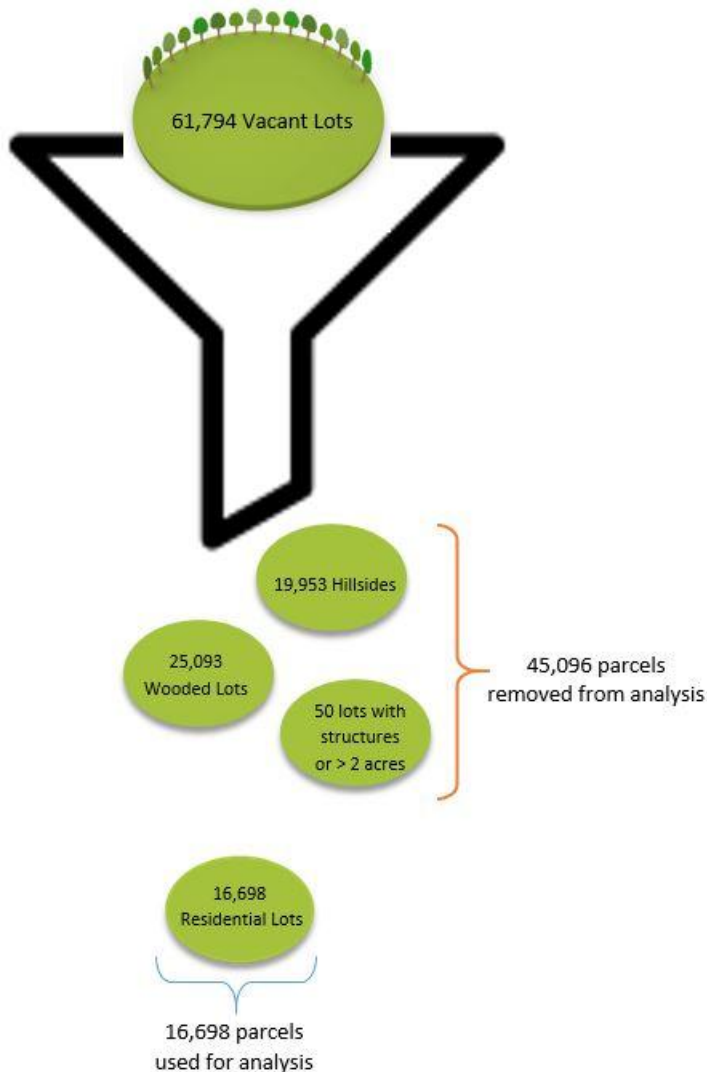 61,794 Vacant Lots
19,953 Hillsides
25,093
Wooded Lots
50 lots with
structures
or > 2 acres
45,096 parcels
removed from analysis
16,698
Residential Lots
16,698 parcels
used for analysis